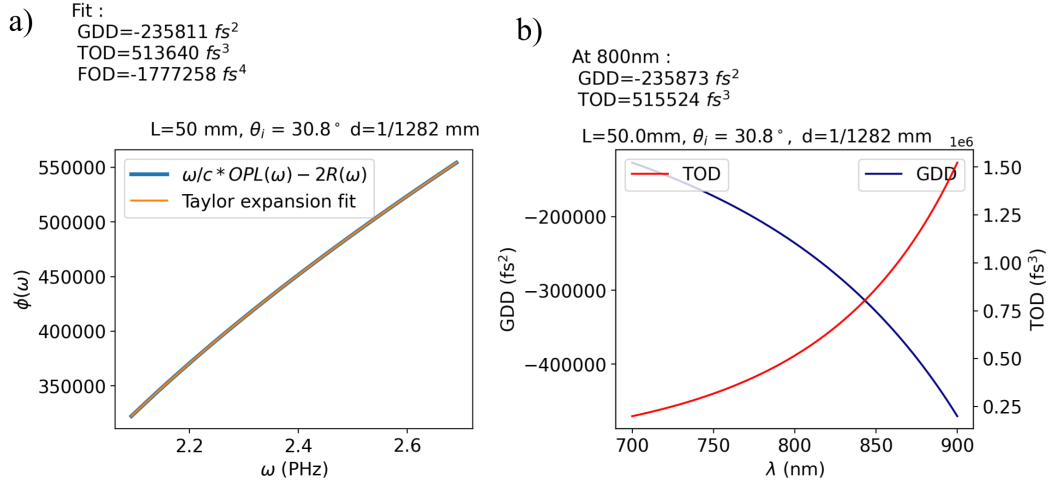 a)
Fit :
GDD=-235811 fs²
TOD=513640 fs³
FOD=-1777258 fs⁴
L=50 mm, θᵢ = 30.8° d=1/1282 mm
ω/c*OPL(ω)−2R(ω)
Taylor expansion fit
550000
500000
450000
400000
350000
ϕ(ω)
2.2
2.4
2.6
ω (PHz)
b)
At 800nm :
GDD=-235873 fs²
TOD=515524 fs³
L=50.0mm, θᵢ = 30.8°, d=1/1282 mm
1e6
TOD
GDD
−200000
−300000
−400000
GDD (fs²)
1.50
1.25
1.00
0.75
0.50
0.25
TOD (fs³)
700
750
800
850
900
λ (nm)